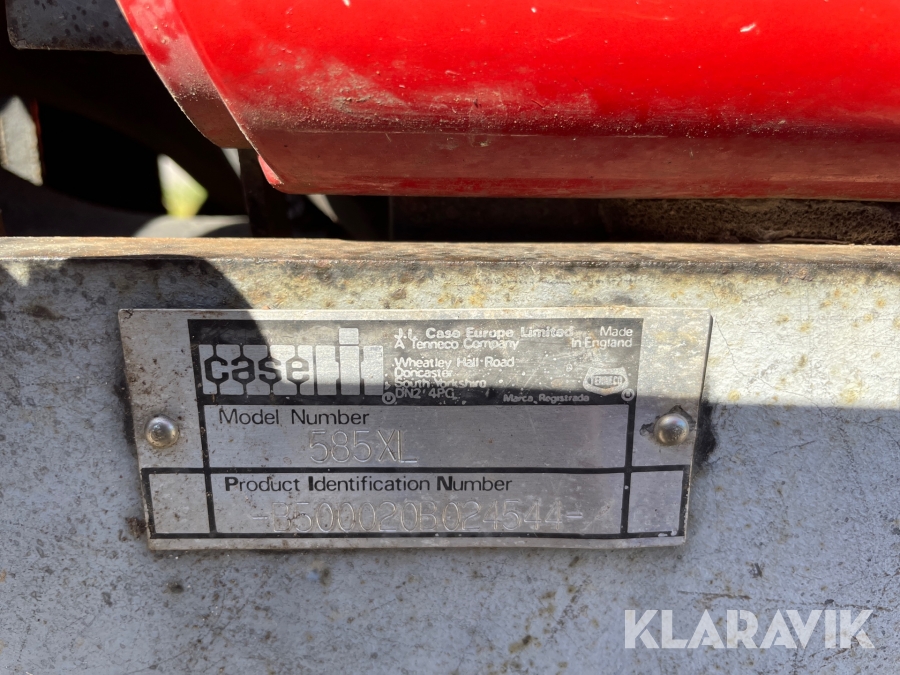 case IH
J.I. Case Europe Limited
A Tenneco Company
Wheatley Hall Road
Doncaster
South Yorkshire
DN2 4PG
Made
in England
TENNECO
Marca Registrada
Model Number
585XL
Product Identification Number
-B500020B024544-
KLARAVIK